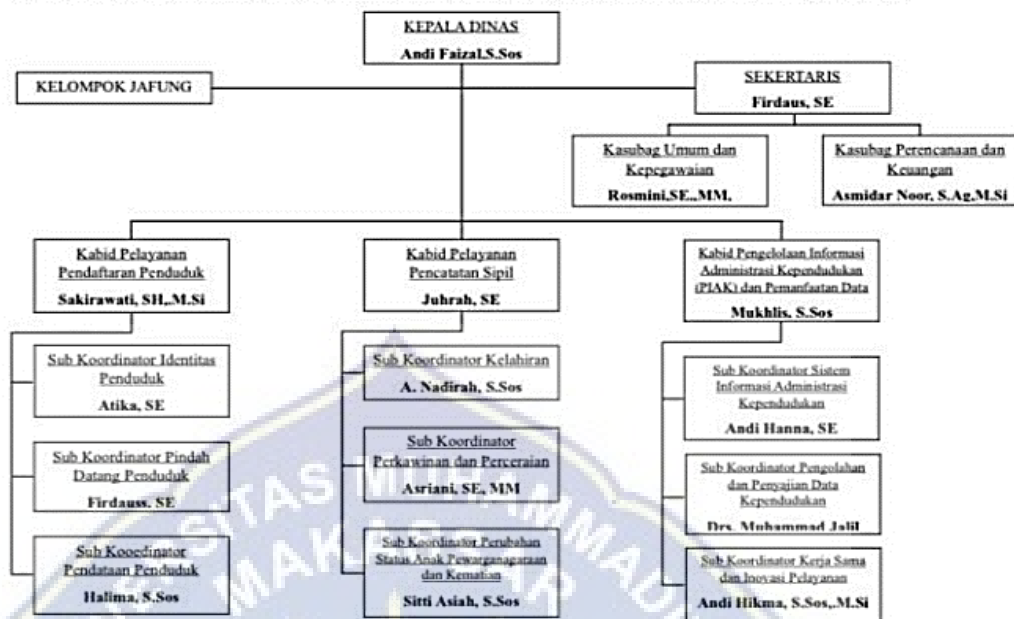 KEPALA DINAS
Andi Faizal,S.Sos
KELOMPOK JAFUNG
SEKERTARIS
Firdaus, SE
Kasubag Umum dan
Kepegawaian
Rosmini,SE.,MM,
Kasubag Perencanaan dan
Keuangan
Asmidar Noor, S.Ag,M.Si
Kabid Pelayanan
Pendaftaran Penduduk
Sakirawati, SH,.M.Si
Kabid Pelayanan
Pencatatan Sipil
Juhrah, SE
Kabid Pengelolaan Informasi
Administrasi Kependudukan
(PIAK) dan Pemanfaatan Data
Mukhlis, S.Sos
Sub Koordinator Identitas
Penduduk
Atika, SE
Sub Koordinator Pindah
Datang Penduduk
Firdauss, SE
Sub Kooedinator
Pendataan Penduduk
Halima, S.Sos
Sub Koordinator Kelahiran
A. Nadirah, S.Sos
Sub Koordinator
Perkawinan dan Perceraian
Asriani, SE, MM
Sub Koordinator Perubahan
Status Anak Pewarganagaraan
dan Kematian
Sitti Asiah, S.Sos
Sub Koordinator Sistem
Informasi Administrasi
Kependudukan
Andi Hanna, SE
Sub Koordinator Pengolahan
dan Penyajian Data
Kependudukan
Drs. Muhammad Jalil
Sub Koordinator Kerja Sama
dan Inovasi Pelayanan
Andi Hikma, S.Sos,.M.Si
SITAS MUHAMMAD
MAKASSAR